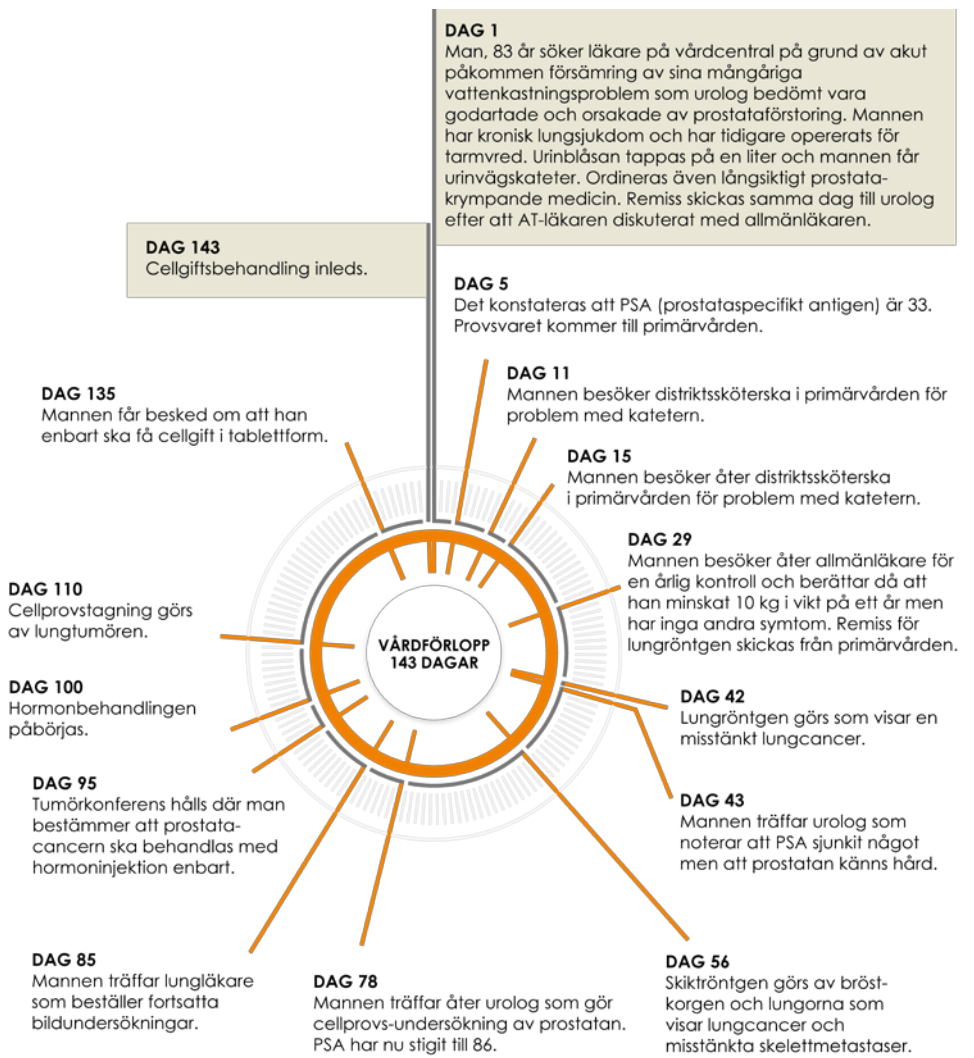 DAG 1
Man, 83 år söker läkare på vårdcentral på grund av akut
påkommen försämring av sina mångåriga
vattenkastningsproblem som urolog bedömt vara
godartade och orsakade av prostataförstoring. Mannen
har kronisk lungsjukdom och har tidigare opererats för
tarmvred. Urinblåsan tappas på en liter och mannen får
urinvägskateter. Ordineras även långsiktigt prostata-
krympande medicin. Remiss skickas samma dag till urolog
efter att AT-läkaren diskuterat med allmänläkaren.
DAG 5
Det konstateras att PSA (prostataspecifikt antigen) är 33.
Provsvaret kommer till primärvården.
DAG 11
Mannen besöker distriktssköterska i primärvården för
problem med katetern.
DAG 15
Mannen besöker åter distriktssköterska
i primärvården för problem med katetern.
DAG 29
Mannen besöker åter allmänläkare för
en årlig kontroll och berättar då att
han minskat 10 kg i vikt på ett år men
har inga andra symtom. Remiss för
lungröntgen skickas från primärvården.
DAG 42
Lungröntgen görs som visar en
misstänkt lungcancer.
DAG 43
Mannen träffar urolog som
noterar att PSA sjunkit något
men att prostatan känns hård.
DAG 56
Skiktröntgen görs av bröst-
korgen och lungorna som
visar lungcancer och
misstänkta skelettmetastaser.
DAG 78
Mannen träffar åter urolog som gör
cellprovs-undersökning av prostatan.
PSA har nu stigit till 86.
DAG 85
Mannen träffar lungläkare
som beställer fortsatta
bildundersökningar.
DAG 95
Tumörkonferens hålls där man
bestämmer att prostata-
cancern ska behandlas med
hormoninjektion enbart.
DAG 100
Hormonbehandlingen
påbörjas.
DAG 110
Cellprovstagning görs
av lungtumören.
DAG 135
Mannen får besked om att han
enbart ska få cellgift i tablettform.
DAG 143
Cellgiftsbehandling inleds.
VÅRDFÖRLOPP
143 DAGAR